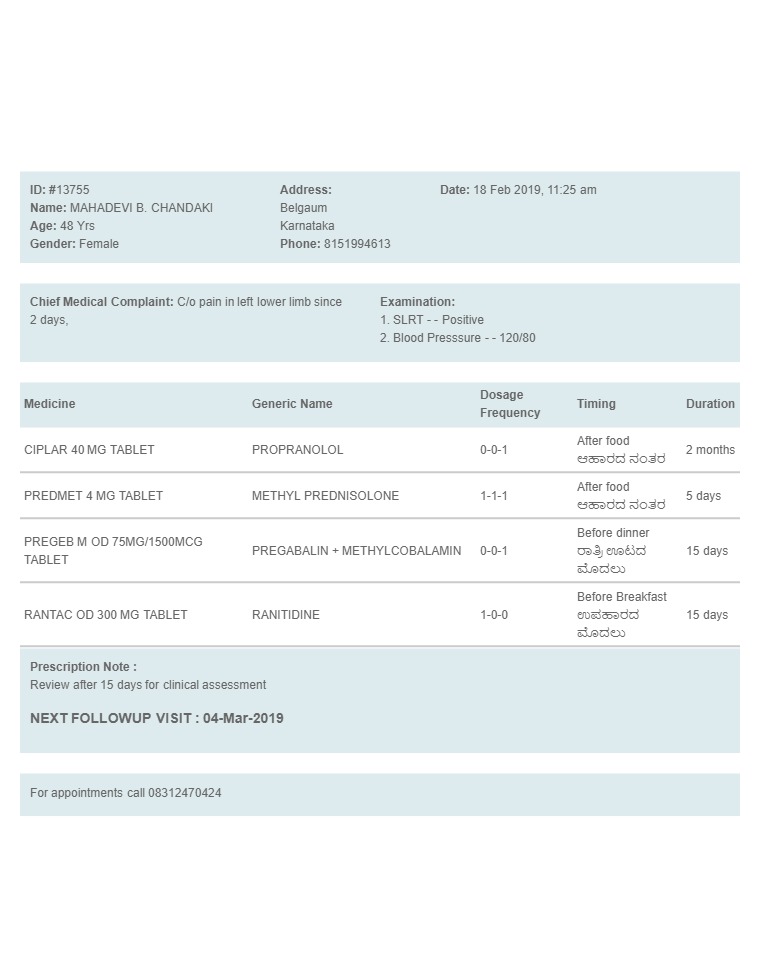 ID: #13755
Name: MAHADEVI B. CHANDAKI
Age: 48 Yrs
Gender: Female
Address:
Belgaum
Karnataka
Phone: 8151994613
Date: 18 Feb 2019, 11:25 am
Chief Medical Complaint: C/o pain in left lower limb since
2 days,
Examination:
1. SLRT - - Positive
2. Blood Presssure - - 120/80
Medicine Generic Name Dosage Frequency Timing Duration
CIPLAR 40 MG TABLET PROPRANOLOL 0-0-1 After food 2 months
ಆಹಾರದ ನಂತರ
PREDMET 4 MG TABLET METHYL PREDNISOLONE 1-1-1 After food 5 days
ಆಹಾರದ ನಂತರ
PREGEB M OD 75MG/1500MCG
TABLET
PREGABALIN + METHYLCOBALAMIN 0-0-1 Before dinner 15 days
ರಾತ್ರಿ ಊಟದ
ಮೊದಲು
RANTAC OD 300 MG TABLET RANITIDINE 1-0-0 Before Breakfast 15 days
ಉಪಹಾರದ
ಮೊದಲು
Prescription Note :
Review after 15 days for clinical assessment
NEXT FOLLOWUP VISIT : 04-Mar-2019
For appointments call 08312470424